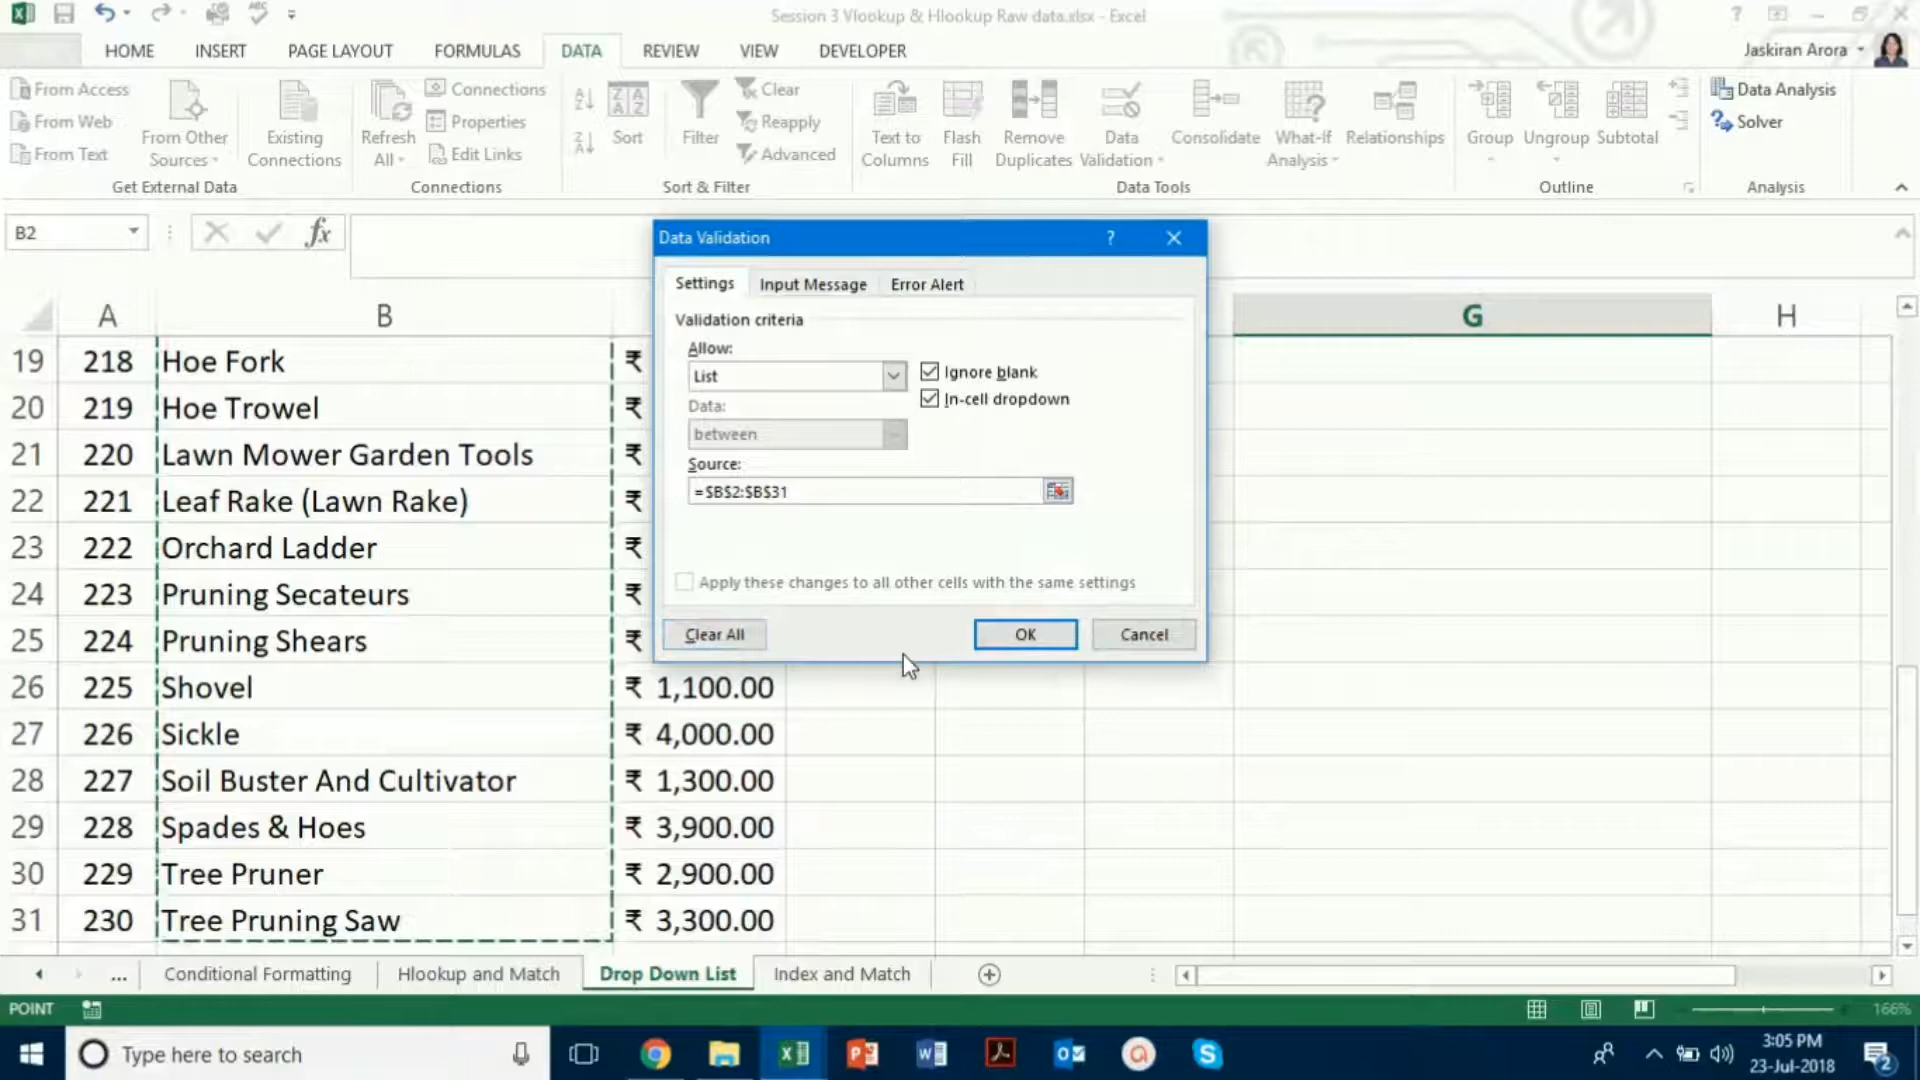 Session 3 Vlookup & Hlookup Raw data.xlsx - Excel
HOME INSERT PAGE LAYOUT FORMULAS DATA REVIEW VIEW DEVELOPER Jaskiran Arora
From Access
From Web
From Text
From Other
Sources
Existing
Connections
Get External Data
Refresh
All
Connections
Properties
Edit Links
Connections
Sort
Filter
Clear
Reapply
Advanced
Sort & Filter
Text to
Columns
Flash
Fill
Remove
Duplicates
Data
Validation
Consolidate
What-if
Analysis
Relationships
Data Tools
Group
Ungroup
Subtotal
Outline
Data Analysis
Solver
Analysis
B2 fx
Data Validation ?
Settings Input Message Error Alert
Validation criteria
Allow:
List
Ignore blank
Data:
In-cell dropdown
between
Source:
=$B$2:$B$31
Apply these changes to all other cells with the same settings
Clear All OK Cancel
A B G H
19 218 Hoe Fork ₹
20 219 Hoe Trowel ₹
21 220 Lawn Mower Garden Tools ₹
22 221 Leaf Rake (Lawn Rake) ₹
23 222 Orchard Ladder ₹
24 223 Pruning Secateurs ₹
25 224 Pruning Shears ₹
26 225 Shovel ₹ 1,100.00
27 226 Sickle ₹ 4,000.00
28 227 Soil Buster And Cultivator ₹ 1,300.00
29 228 Spades & Hoes ₹ 3,900.00
30 229 Tree Pruner ₹ 2,900.00
31 230 Tree Pruning Saw ₹ 3,300.00
... Conditional Formatting Hlookup and Match Drop Down List Index and Match
POINT 166%
Type here to search
3:05 PM
23-Jul-2018
2